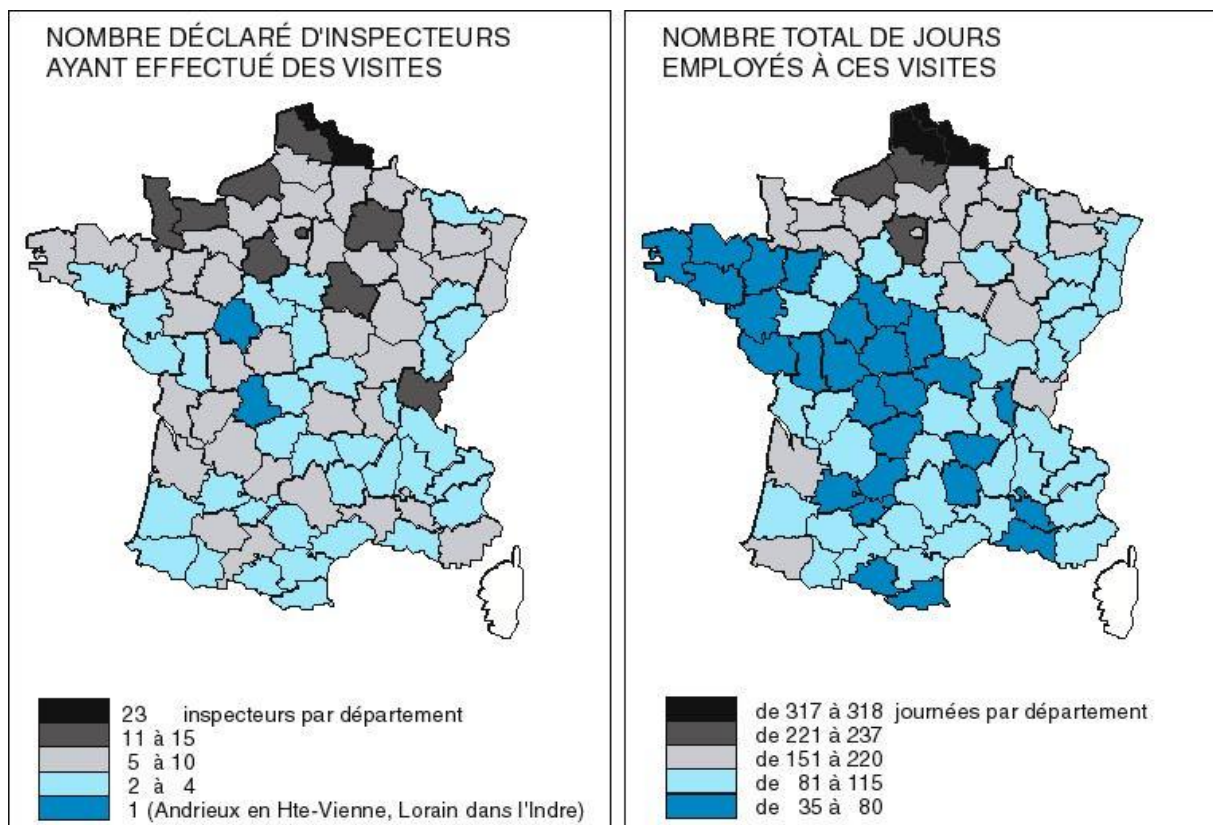 NOMBRE DÉCLARÉ D'INSPECTEURS
AYANT EFFECTUÉ DES VISITES
23 inspecteurs par département
11 à 15
5 à 10
2 à 4
1 (Andrieux en Hte-Vienne, Lorain dans l'Indre)
NOMBRE TOTAL DE JOURS
EMPLOYÉS À CES VISITES
de 317 à 318 journées par département
de 221 à 237
de 151 à 220
de 81 à 115
de 35 à 80